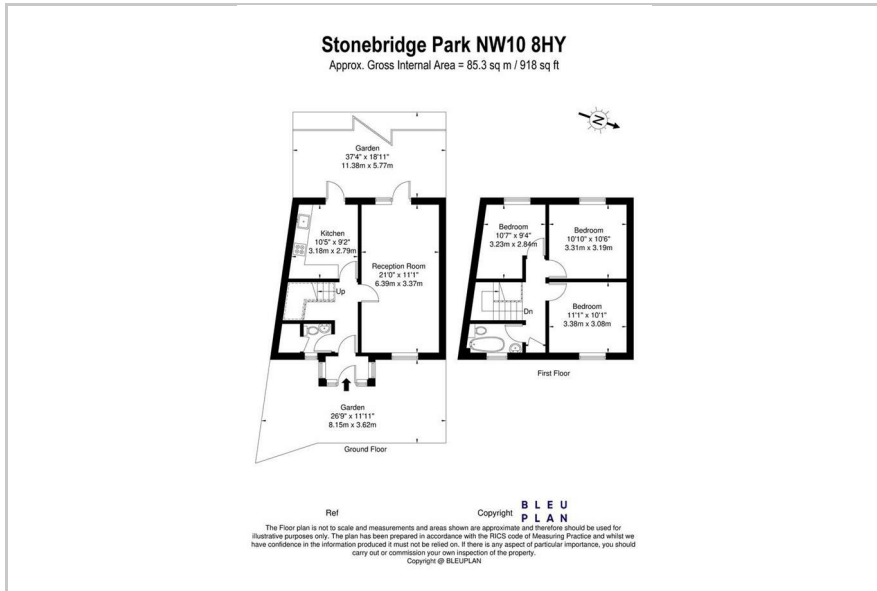 Stonebridge Park NW10 8HY
Approx. Gross Internal Area = 85.3 sq m / 918 sq ft
N
Garden
37'4" x 18'11"
11.38m x 5.77m
Kitchen
10'5" x 9'2"
3.18m x 2.79m
Reception Room
21'0" x 11'1"
6.39m x 3.37m
Up
Garden
26'9" x 11'11"
8.15m x 3.62m
Ground Floor
Bedroom
10'7" x 9'4"
3.23m x 2.84m
Bedroom
10'10" x 10'6"
3.31m x 3.19m
Bedroom
11'1" x 10'1"
3.38m x 3.08m
Dn
First Floor
Ref
Copyright
BLEU
PLAN
The Floor plan is not to scale and measurements and areas shown are approximate and therefore should be used for
illustrative purposes only. The plan has been prepared in accordance with the RICS code of Measuring Practice and whilst we
have confidence in the information produced it must not be relied on. If there is any aspect of particular importance, you should
carry out or commission your own inspection of the property.
Copyright @ BLEUPLAN